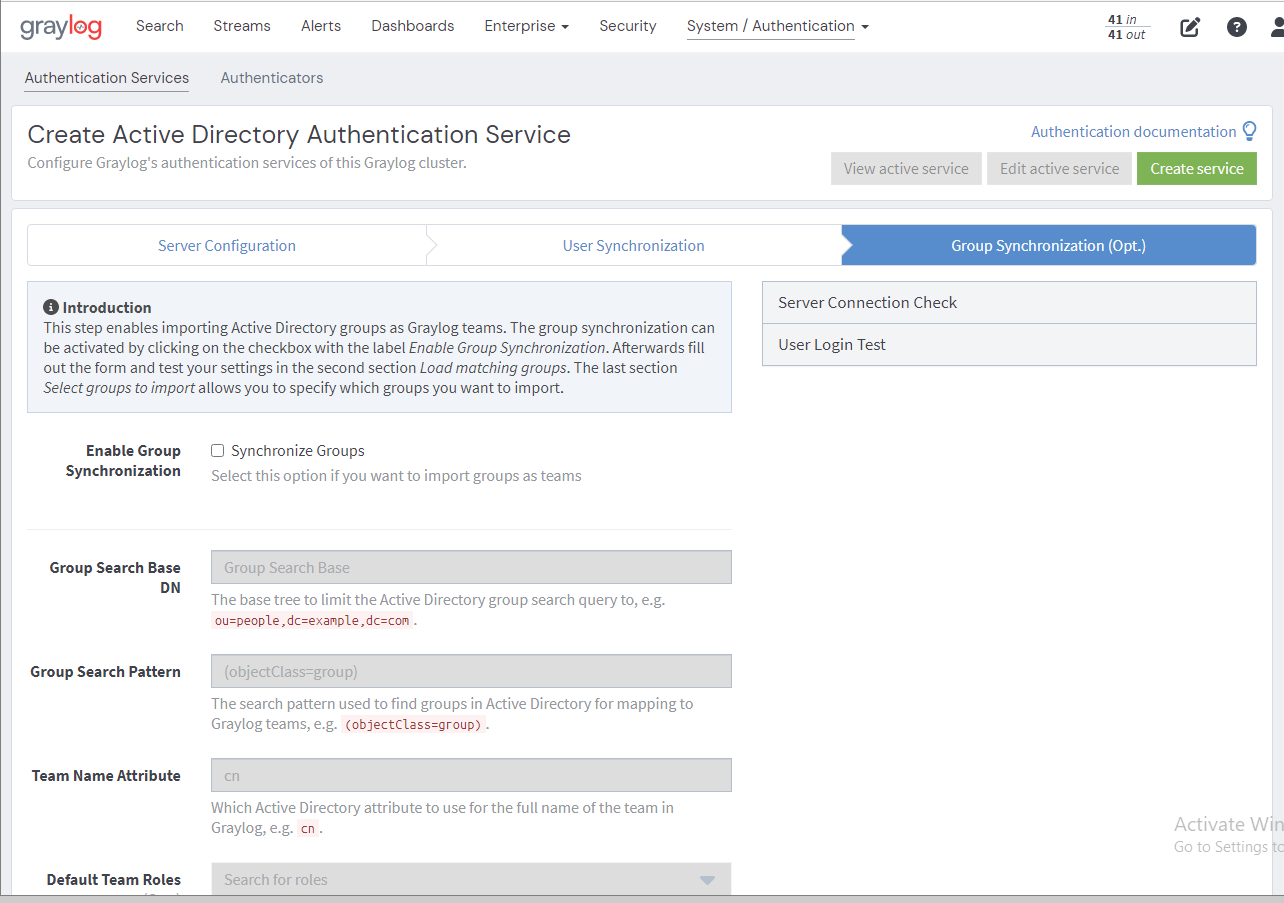 graylog Search Streams Alerts Dashboards Enterprise Security System / Authentication 41 in
41 out
Authentication Services Authenticators
Create Active Directory Authentication Service
Authentication documentation
Configure Graylog's authentication services of this Graylog cluster.
View active service Edit active service Create service
Server Configuration User Synchronization Group Synchronization (Opt.)
Introduction
This step enables importing Active Directory groups as Graylog teams. The group synchronization can
be activated by clicking on the checkbox with the label Enable Group Synchronization. Afterwards fill
out the form and test your settings in the second section Load matching groups. The last section
Select groups to import allows you to specify which groups you want to import.
Server Connection Check
User Login Test
Enable Group
Synchronization
Synchronize Groups
Select this option if you want to import groups as teams
Group Search Base
DN
Group Search Base
The base tree to limit the Active Directory group search query to, e.g.
ou=people,dc=example,dc=com.
Group Search Pattern
(objectClass=group)
The search pattern used to find groups in Active Directory for mapping to
Graylog teams, e.g. (objectClass=group).
Team Name Attribute
cn
Which Active Directory attribute to use for the full name of the team in
Graylog, e.g. cn.
Default Team Roles
Search for roles
Activate Win
Go to Settings to